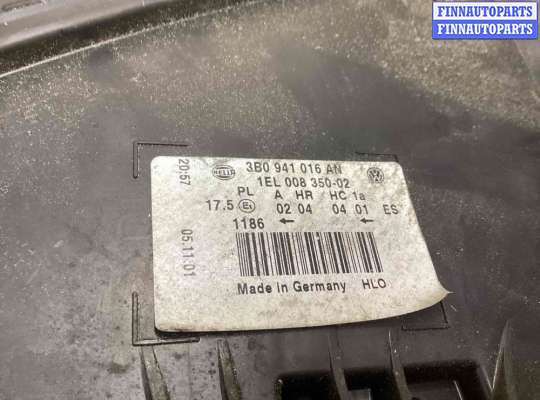 FINNAUTOPARTS
FINNAUTOPARTS
HELLA
3B0 941 016 AN
1EL 008 350-02
PL A HR HC 1a
17.5 E1 02 04 04 01 ES
1186 ← ←
Made in Germany HLO
20:57
05.11.01